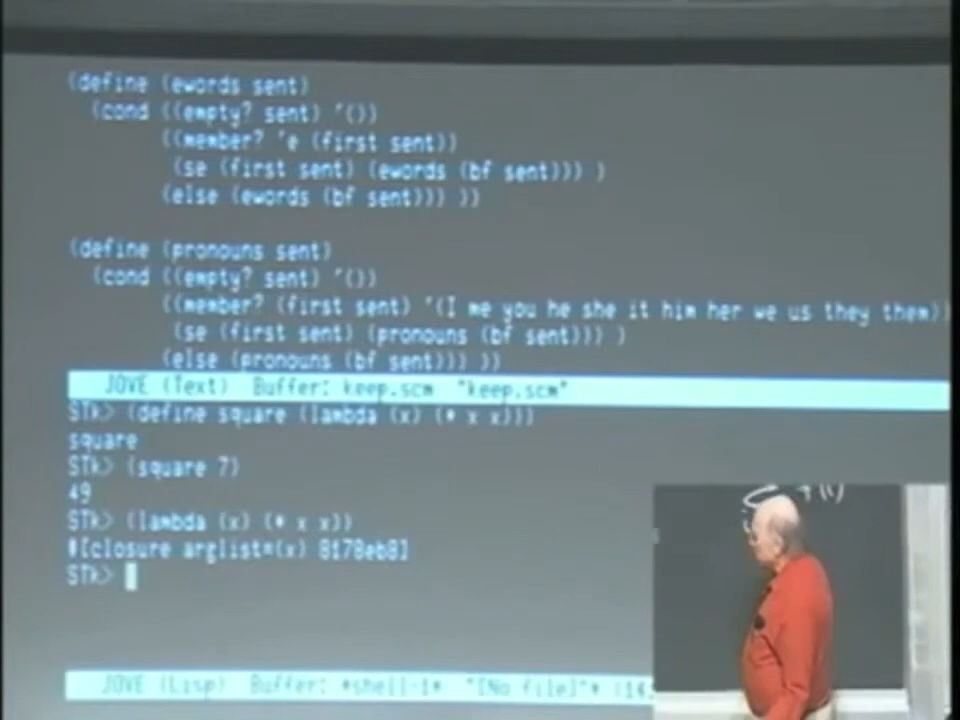 (define (ewords sent)
(cond ((empty? sent) '())
((member? 'e (first sent))
(se (first sent) (ewords (bf sent))) )
(else (ewords (bf sent))) ))
(define (pronouns sent)
(cond ((empty? sent) '())
((member? (first sent) '(I me you he she it him her we us they them))
(se (first sent) (pronouns (bf sent))) )
(else (pronouns (bf sent))) ))
JOVE (Text) Buffer: keep.scm "keep.scm"
STk> (define square (lambda (x) (* x x)))
square
STk> (square 7)
49
STk> (lambda (x) (* x x))
#[closure arglist=(x) 8178eb8]
STk>
JOVE (Lisp) Buffer: *shell-1* "[No file]"*